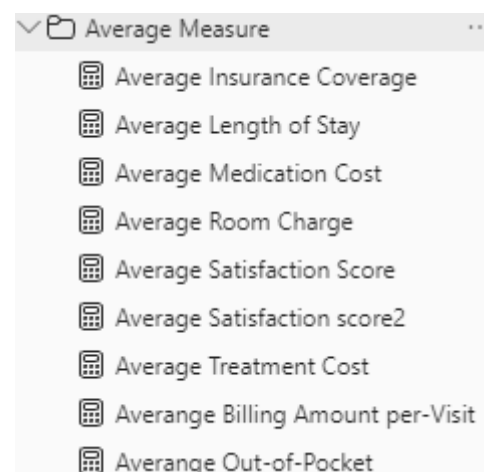 Average Measure
Average Insurance Coverage
Average Length of Stay
Average Medication Cost
Average Room Charge
Average Satisfaction Score
Average Satisfaction score2
Average Treatment Cost
Averange Billing Amount per-Visit
Averange Out-of-Pocket